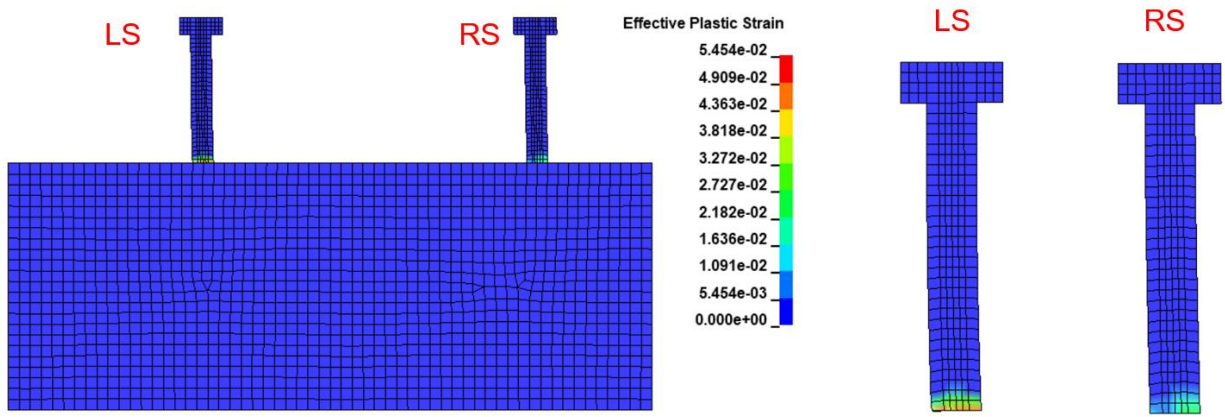 LS
RS
Effective Plastic Strain
5.454e-02
4.909e-02
4.363e-02
3.818e-02
3.272e-02
2.727e-02
2.182e-02
1.636e-02
1.091e-02
5.454e-03
0.000e+00
LS
RS